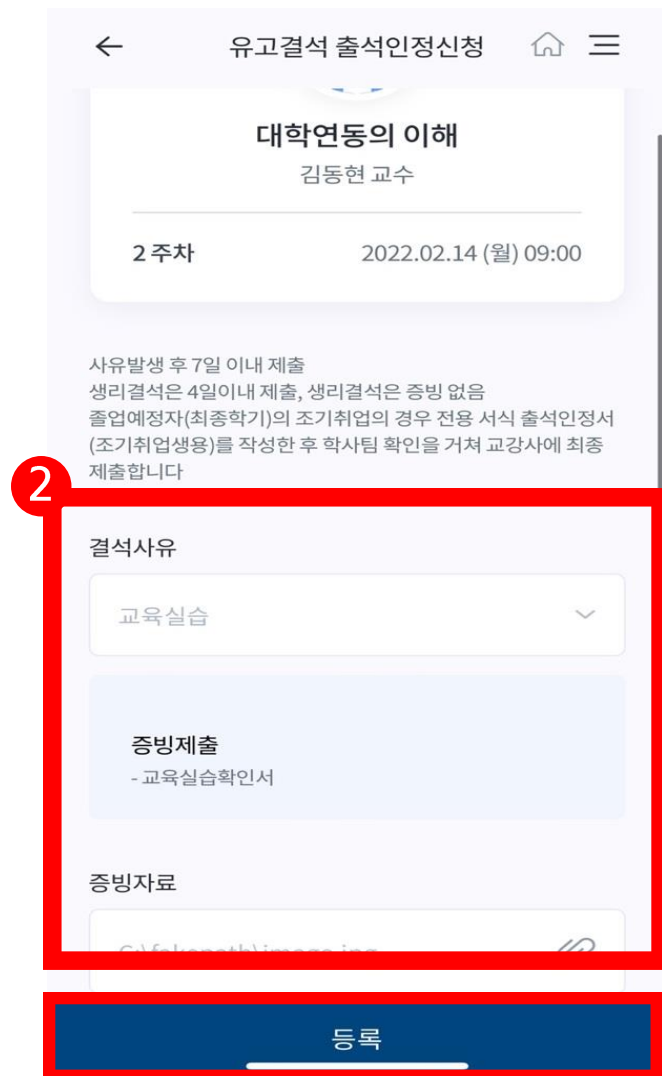 유고결석 출석인정신청
대학연동의 이해
김동현 교수
2 주차 2022.02.14 (월) 09:00
사유발생 후 7일 이내 제출
생리결석은 4일이내 제출, 생리결석은 증빙 없음
졸업예정자(최종학기)의 조기취업의 경우 전용 서식 출석인정서
(조기취업생용)를 작성한 후 학사팀 확인을 거쳐 교강사에 최종
제출합니다
2
결석사유
교육실습
증빙제출
- 교육실습확인서
증빙자료
C:\fakepath\image.jpg
등록